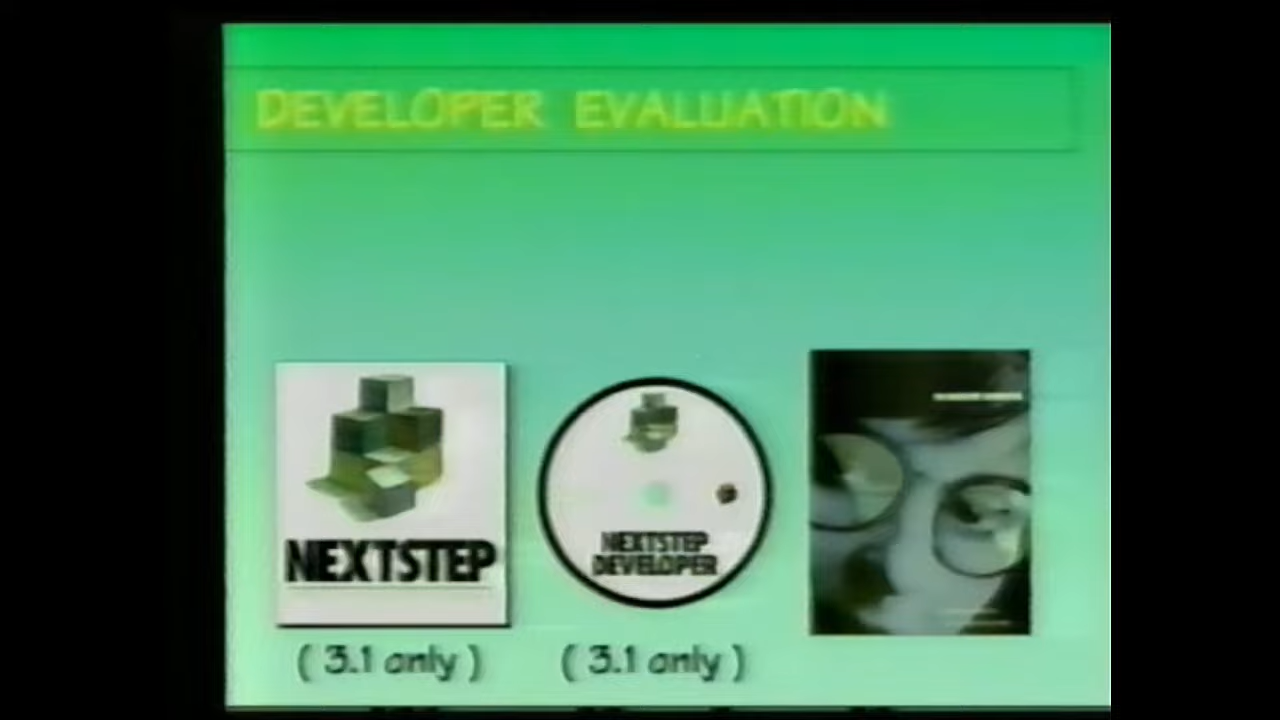 DEVELOPER EVALUATION
NEXTSTEP
NEXTSTEP
DEVELOPER
( 3.1 only )
( 3.1 only )